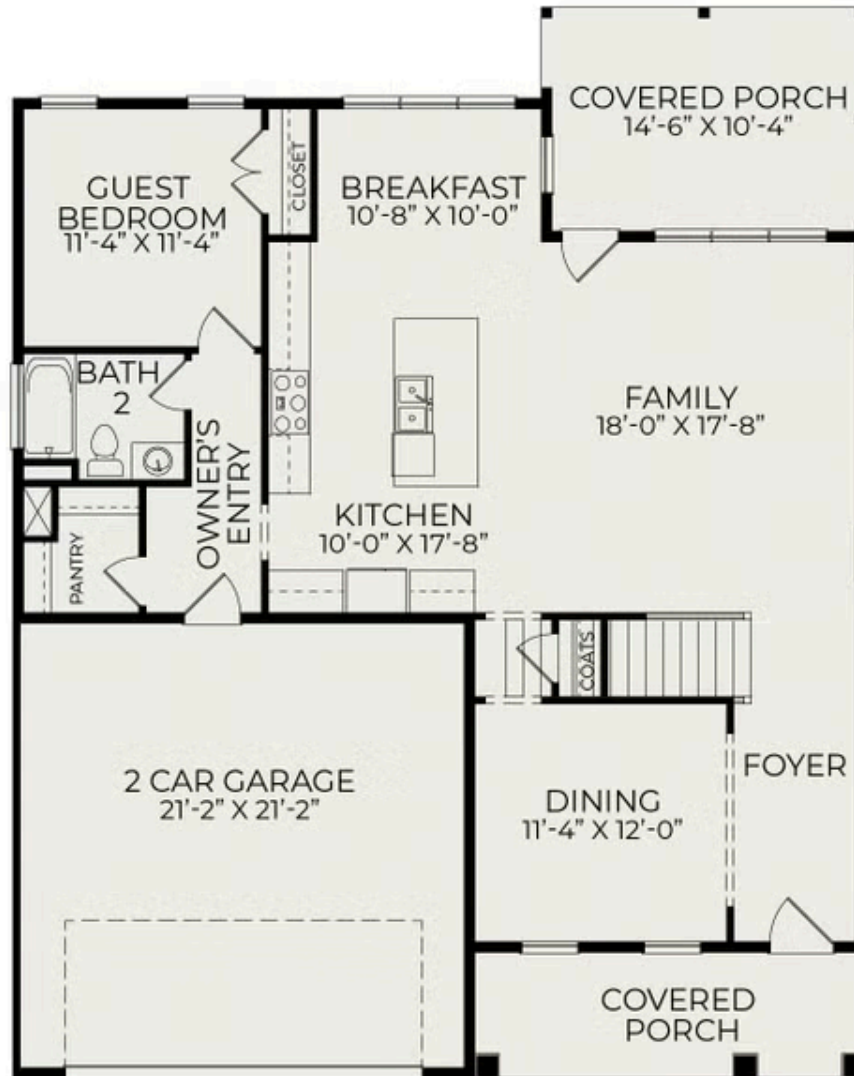 COVERED PORCH
14'-6" X 10'-4"
GUEST
BEDROOM
11'-4" X 11'-4"
CLOSET
BREAKFAST
10'-8" X 10'-0"
BATH
2
OWNER'S
ENTRY
FAMILY
18'-0" X 17'-8"
KITCHEN
10'-0" X 17'-8"
PANTRY
COATS
2 CAR GARAGE
21'-2" X 21'-2"
DINING
11'-4" X 12'-0"
FOYER
COVERED
PORCH